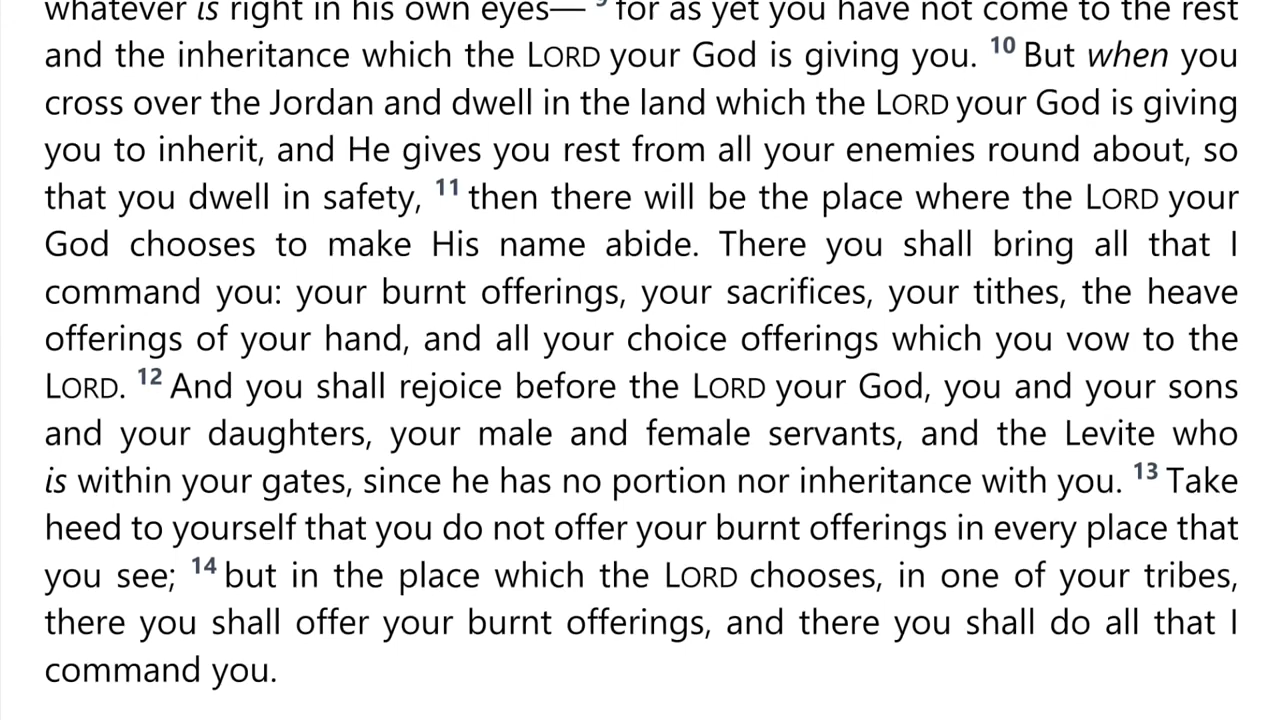 whatever is right in his own eyes— 9 for as yet you have not come to the rest
and the inheritance which the LORD your God is giving you. 10 But when you
cross over the Jordan and dwell in the land which the LORD your God is giving
you to inherit, and He gives you rest from all your enemies round about, so
that you dwell in safety, 11 then there will be the place where the LORD your
God chooses to make His name abide. There you shall bring all that I
command you: your burnt offerings, your sacrifices, your tithes, the heave
offerings of your hand, and all your choice offerings which you vow to the
LORD. 12 And you shall rejoice before the LORD your God, you and your sons
and your daughters, your male and female servants, and the Levite who
is within your gates, since he has no portion nor inheritance with you. 13 Take
heed to yourself that you do not offer your burnt offerings in every place that
you see; 14 but in the place which the LORD chooses, in one of your tribes,
there you shall offer your burnt offerings, and there you shall do all that I
command you.